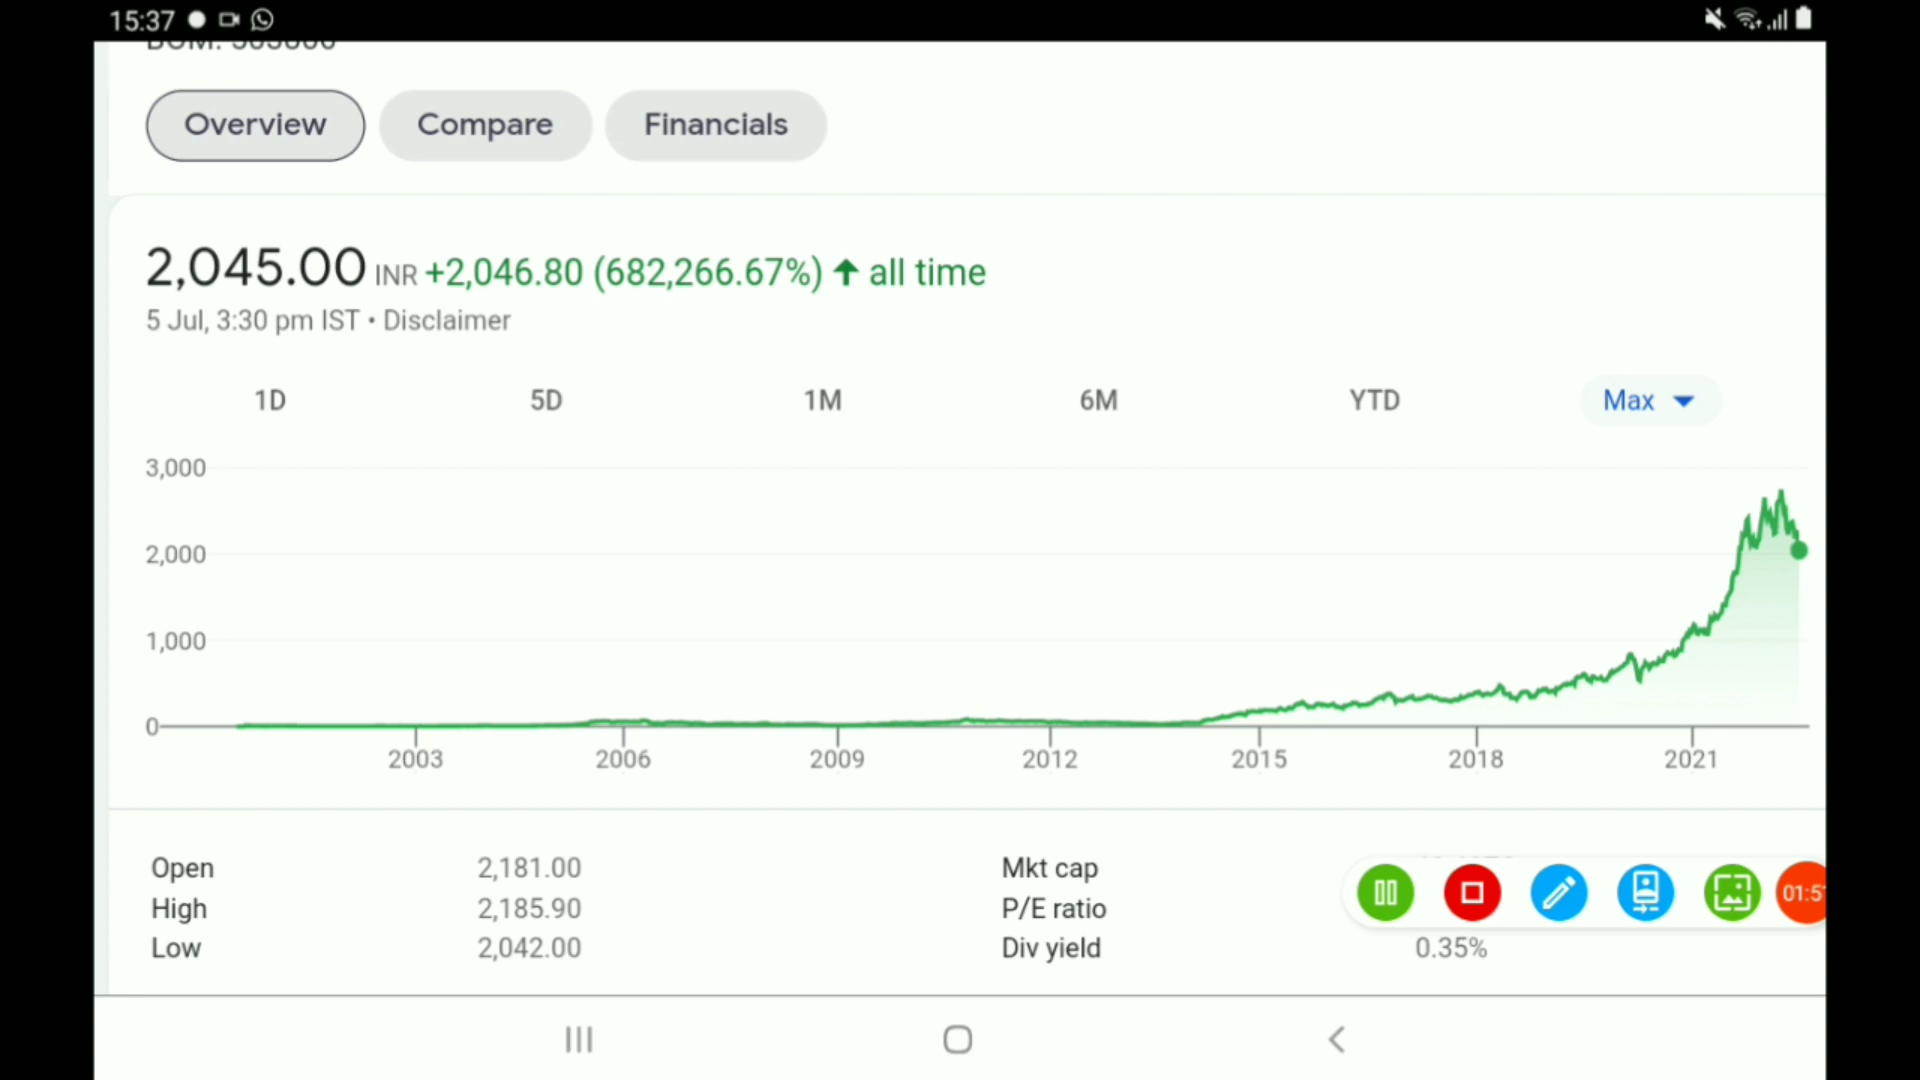 15:37
Overview Compare Financials
2,045.00 INR +2,046.80 (682,266.67%) all time
5 Jul, 3:30 pm IST • Disclaimer
1D 5D 1M 6M YTD Max
3,000
2,000
1,000
0
2003 2006 2009 2012 2015 2018 2021
Open 2,181.00 Mkt cap
High 2,185.90 P/E ratio
Low 2,042.00 Div yield 0.35%